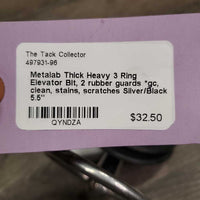 The Tack Collector
497931-96
Metalab Thick Heavy 3 Ring
Elevator Bit, 2 rubber guards *gc,
clean, stains, scratches Silver/Black
5.5"
QYNDZA
$32.50